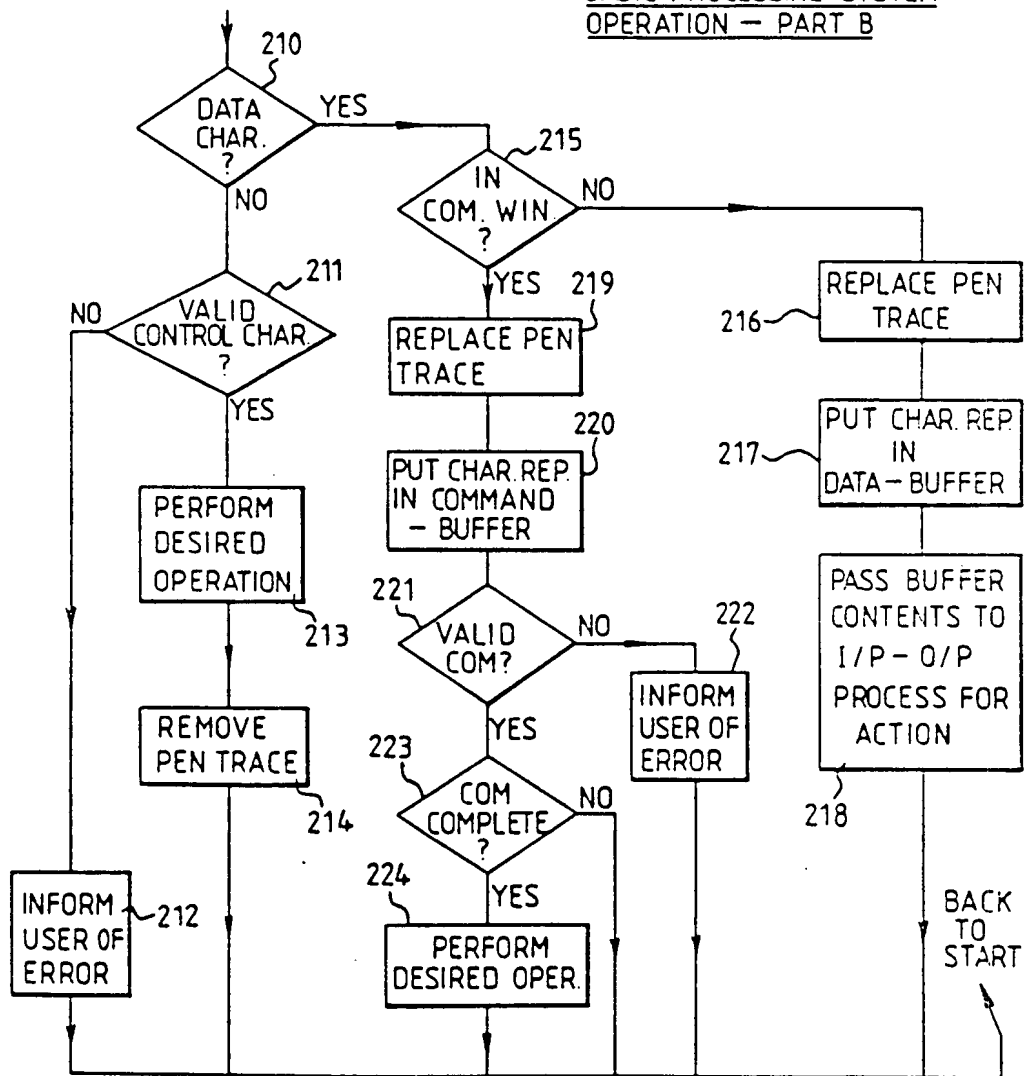 OPERATION — PART B
210
DATA
CHAR.
?
YES
NO
215
IN
COM. WIN.
?
NO
YES
211
VALID
CONTROL CHAR.
?
NO
YES
219
REPLACE PEN
TRACE
216
REPLACE PEN
TRACE
220
PUT CHAR. REP.
IN COMMAND
- BUFFER
217
PUT CHAR. REP.
IN
DATA - BUFFER
PERFORM
DESIRED
OPERATION
213
221
VALID
COM?
NO
YES
222
INFORM
USER OF
ERROR
PASS BUFFER
CONTENTS TO
I/P - O/P
PROCESS FOR
ACTION
218
REMOVE
PEN TRACE
214
223
COM
COMPLETE
?
NO
YES
INFORM
USER OF
ERROR
212
224
PERFORM
DESIRED OPER.
BACK
TO
START